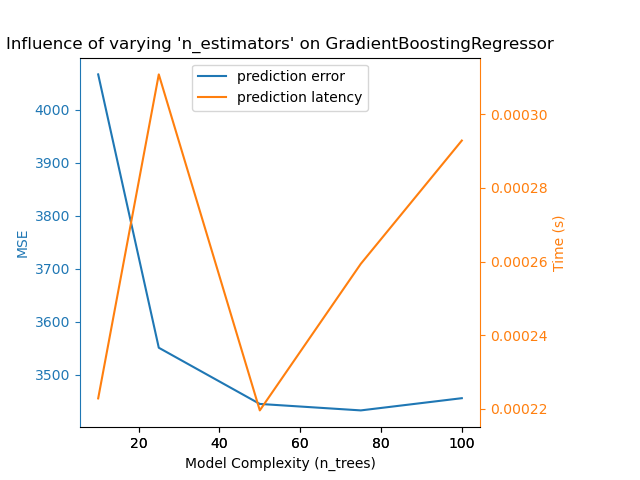 Influence of varying 'n_estimators' on GradientBoostingRegressor
prediction error
prediction latency
4000
3900
3800
3700
3600
3500
MSE
0.00030
0.00028
0.00026
0.00024
0.00022
Time (s)
20 40 60 80 100
Model Complexity (n_trees)